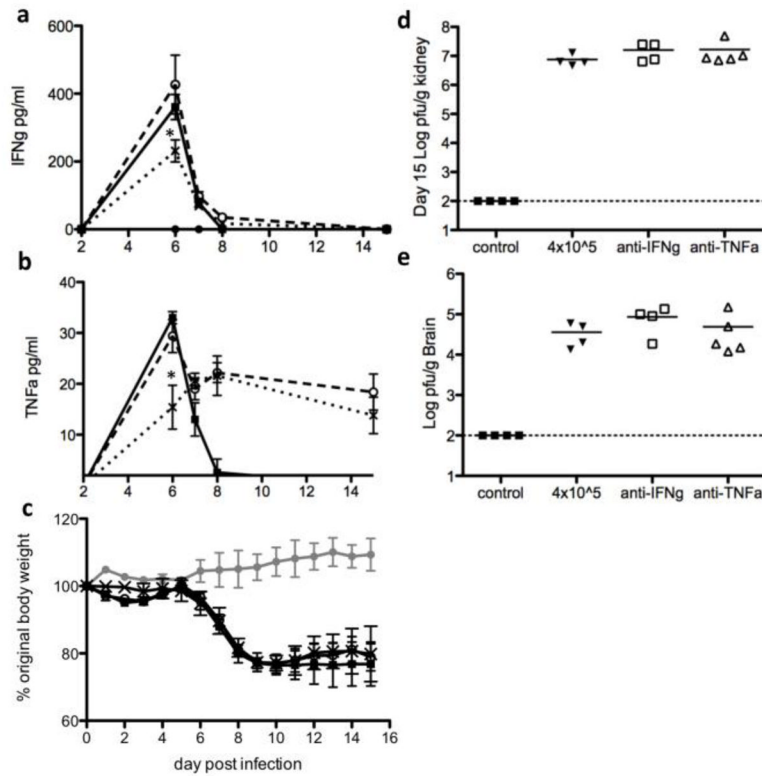 a
600
400
200
0
IFNg pg/ml
*
2 4 6 8 10 12 14
b
40
30
20
10
TNFa pg/ml
*
2 4 6 8 10 12 14
c
120
100
80
60
% original body weight
0 2 4 6 8 10 12 14 16
day post infection
d
8
7
6
5
4
3
2
1
Day 15 Log pfu/g kidney
control 4x10^5 anti-IFNg anti-TNFa
e
6
5
4
3
2
1
Log pfu/g Brain
control 4x10^5 anti-IFNg anti-TNFa